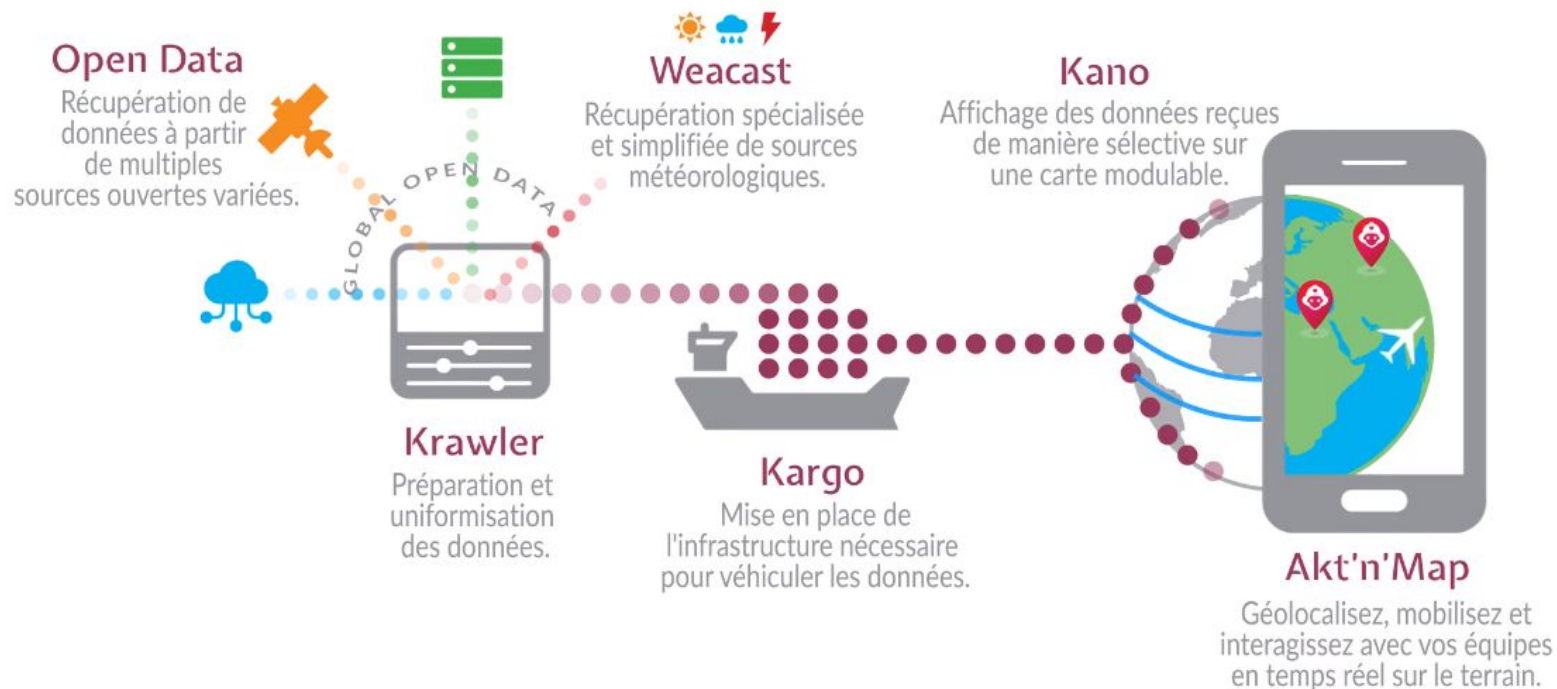 Open Data
Récupération de
données à partir
de multiples
sources ouvertes variées.
GLOBAL OPEN DATA
Weacast
Récupération spécialisée
et simplifiée de sources
météorologiques.
Kano
Affichage des données reçues
de manière sélective sur
une carte modulable.
Krawler
Préparation et
uniformisation
des données.
Kargo
Mise en place de
l'infrastructure nécessaire
pour véhiculer les données.
Akt'n'Map
Géolocalisez, mobilisez et
interagissez avec vos équipes
en temps réel sur le terrain.